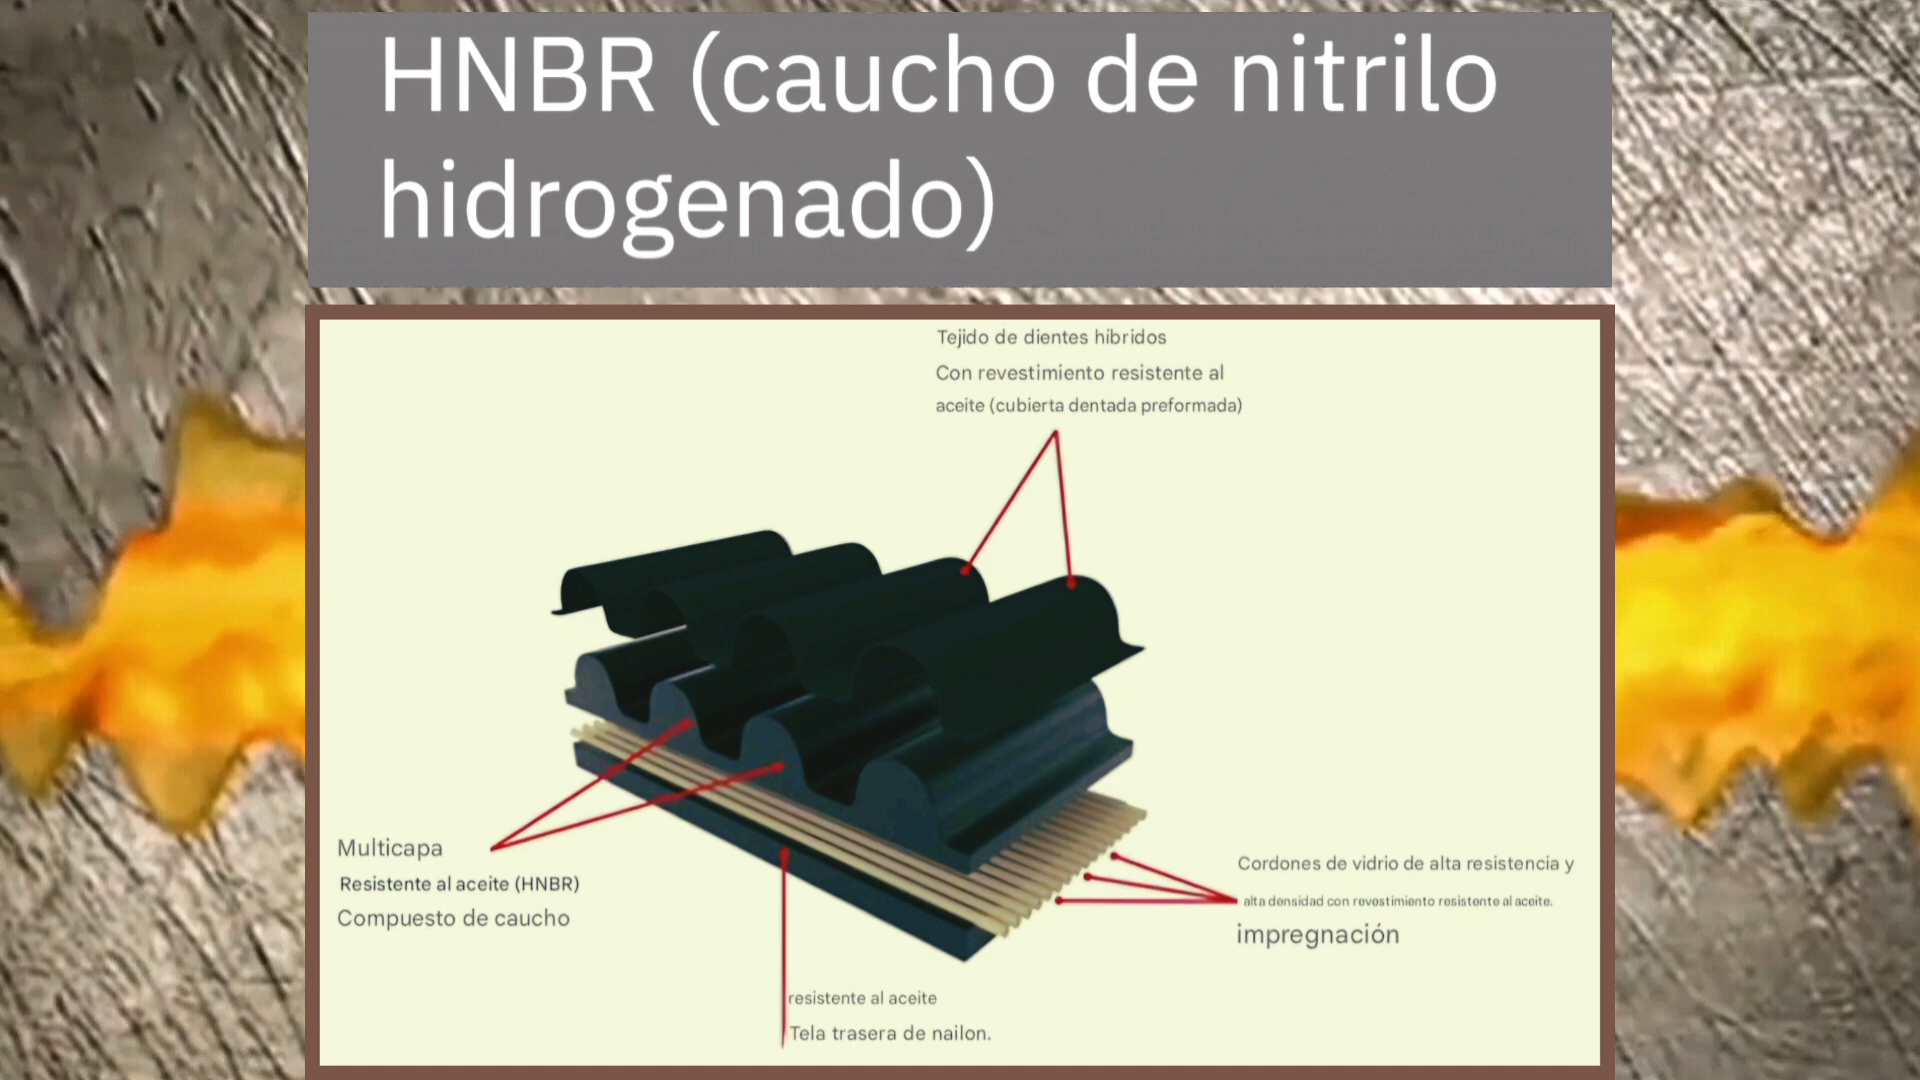 HNBR (caucho de nitrilo
hidrogenado)
Tejido de dientes híbridos
Con revestimiento resistente al
aceite (cubierta dentada preformada)
Multicapa
Resistente al aceite (HNBR)
Compuesto de caucho
Cordones de vidrio de alta resistencia y
alta densidad con revestimiento resistente al aceite.
impregnación
resistente al aceite
Tela trasera de nailon.